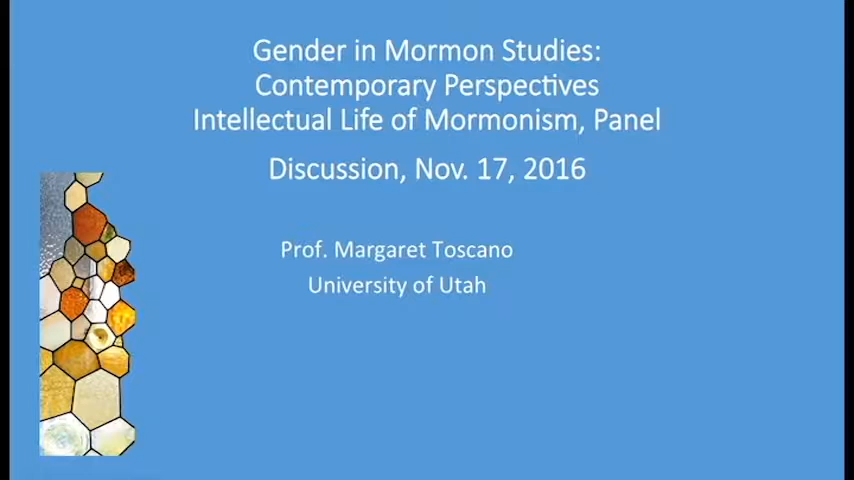 Gender in Mormon Studies:
Contemporary Perspectives
Intellectual Life of Mormonism, Panel
Discussion, Nov. 17, 2016
Prof. Margaret Toscano
University of Utah